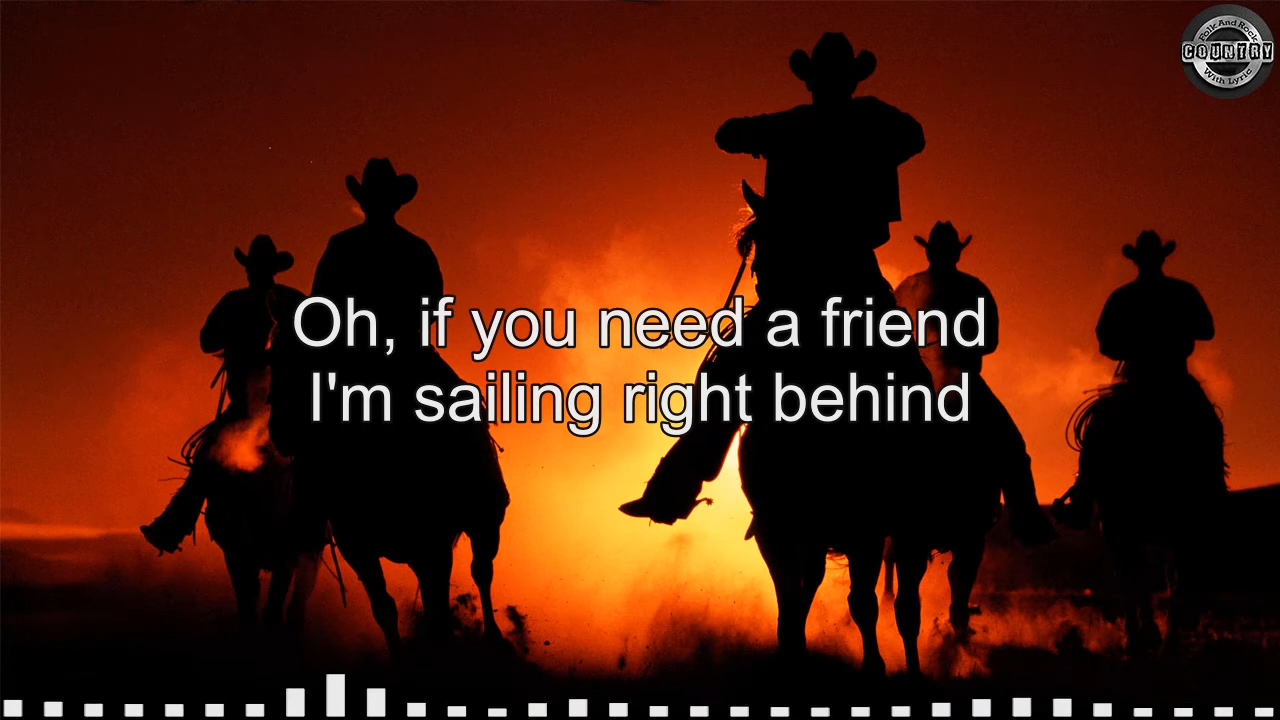 Folk And Rock
COUNTRY
With Lyric
Oh, if you need a friend
I'm sailing right behind